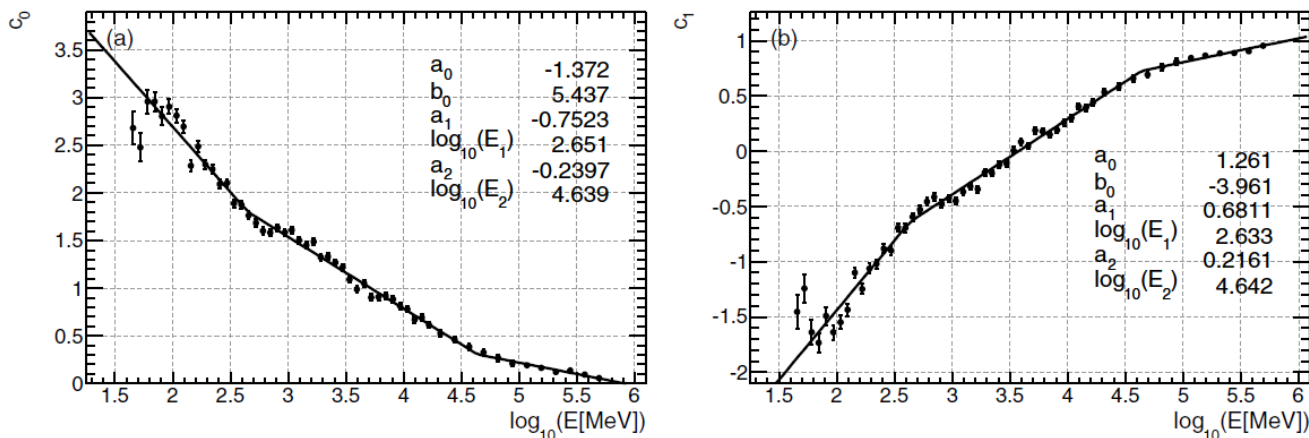 c0
(a)
3.5
3
2.5
2
1.5
1
0.5
0
a0 -1.372
b0 5.437
a1 -0.7523
log10(E1) 2.651
a2 -0.2397
log10(E2) 4.639
1.5 2 2.5 3 3.5 4 4.5 5 5.5 6
log10(E[MeV])
c1
(b)
1
0.5
0
-0.5
-1
-1.5
-2
a0 1.261
b0 -3.961
a1 0.6811
log10(E1) 2.633
a2 0.2161
log10(E2) 4.642
1.5 2 2.5 3 3.5 4 4.5 5 5.5 6
log10(E[MeV])